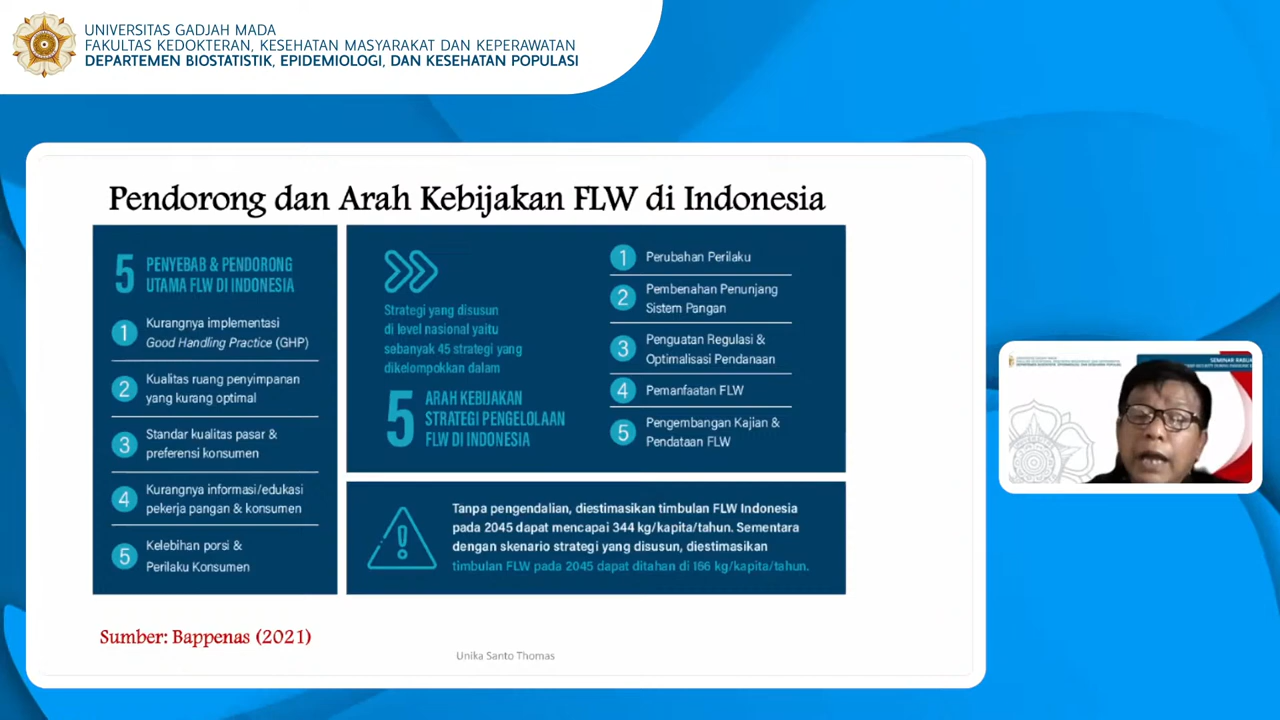 UNIVERSITAS GADJAH MADA
FAKULTAS KEDOKTERAN, KESEHATAN MASYARAKAT DAN KEPERAWATAN
DEPARTEMEN BIOSTATISTIK, EPIDEMIOLOGI, DAN KESEHATAN POPULASI
Pendorong dan Arah Kebijakan FLW di Indonesia
5 PENYEBAB & PENDORONG
UTAMA FLW DI INDONESIA
1 Kurangnya implementasi
Good Handling Practice (GHP)
2 Kualitas ruang penyimpanan
yang kurang optimal
3 Standar kualitas pasar &
preferensi konsumen
4 Kurangnya informasi/edukasi
pekerja pangan & konsumen
5 Kelebihan porsi &
Perilaku Konsumen
Strategi yang disusun
di level nasional yaitu
sebanyak 45 strategi yang
dikelompokkan dalam
5 ARAH KEBIJAKAN
STRATEGI PENGELOLAAN
FLW DI INDONESIA
1 Perubahan Perilaku
2 Pembenahan Penunjang
Sistem Pangan
3 Penguatan Regulasi &
Optimalisasi Pendanaan
4 Pemanfaatan FLW
5 Pengembangan Kajian &
Pendataan FLW
Tanpa pengendalian, diestimasikan timbulan FLW Indonesia
pada 2045 dapat mencapai 344 kg/kapita/tahun. Sementara
dengan skenario strategi yang disusun, diestimasikan
timbulan FLW pada 2045 dapat ditahan di 166 kg/kapita/tahun.
Sumber: Bappenas (2021)
Unika Santo Thomas
SEMINAR